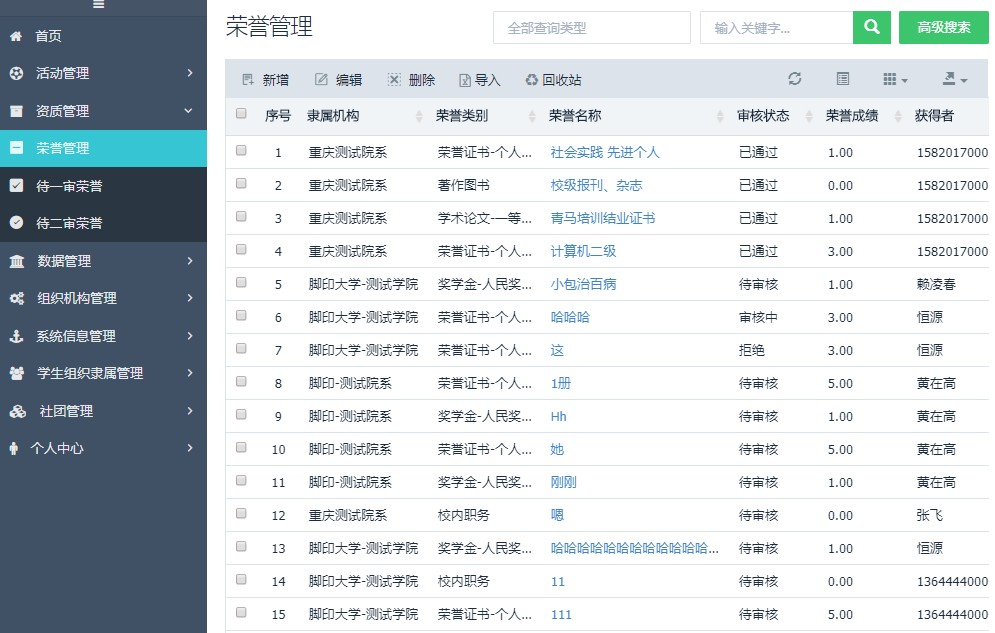 首页
活动管理
资质管理
荣誉管理
待一审荣誉
待二审荣誉
数据管理
组织机构管理
系统信息管理
学生组织隶属管理
社团管理
个人中心
荣誉管理 全部查询类型 输入关键字... 高级搜索
新增 编辑 删除 导入 回收站
序号 隶属机构 荣誉类别 荣誉名称 审核状态 荣誉成绩 获得者
1 重庆测试院系 荣誉证书-个人... 社会实践 先进个人 已通过 1.00 1582017000
2 重庆测试院系 著作图书 校级报刊、杂志 已通过 0.00 1582017000
3 重庆测试院系 学术论文-一等... 青马培训结业证书 已通过 1.00 1582017000
4 重庆测试院系 荣誉证书-个人... 计算机二级 已通过 3.00 1582017000
5 脚印大学-测试学院 奖学金-人民奖... 小包治百病 待审核 1.00 赖凌春
6 脚印大学-测试学院 荣誉证书-个人... 哈哈哈 审核中 3.00 恒源
7 脚印大学-测试学院 荣誉证书-个人... 这 拒绝 3.00 恒源
8 脚印-测试院系 荣誉证书-个人... 1册 待审核 5.00 黄在高
9 脚印-测试院系 奖学金-人民奖... Hh 待审核 1.00 黄在高
10 脚印-测试院系 荣誉证书-个人... 她 待审核 5.00 黄在高
11 脚印-测试院系 奖学金-人民奖... 刚刚 待审核 1.00 黄在高
12 重庆测试院系 校内职务 嗯 待审核 0.00 张飞
13 脚印大学-测试学院 奖学金-人民奖... 哈哈哈哈哈哈哈哈哈哈哈哈... 待审核 1.00 恒源
14 脚印大学-测试学院 校内职务 11 待审核 0.00 1364444000
15 脚印大学-测试学院 荣誉证书-个人... 111 待审核 5.00 1364444000